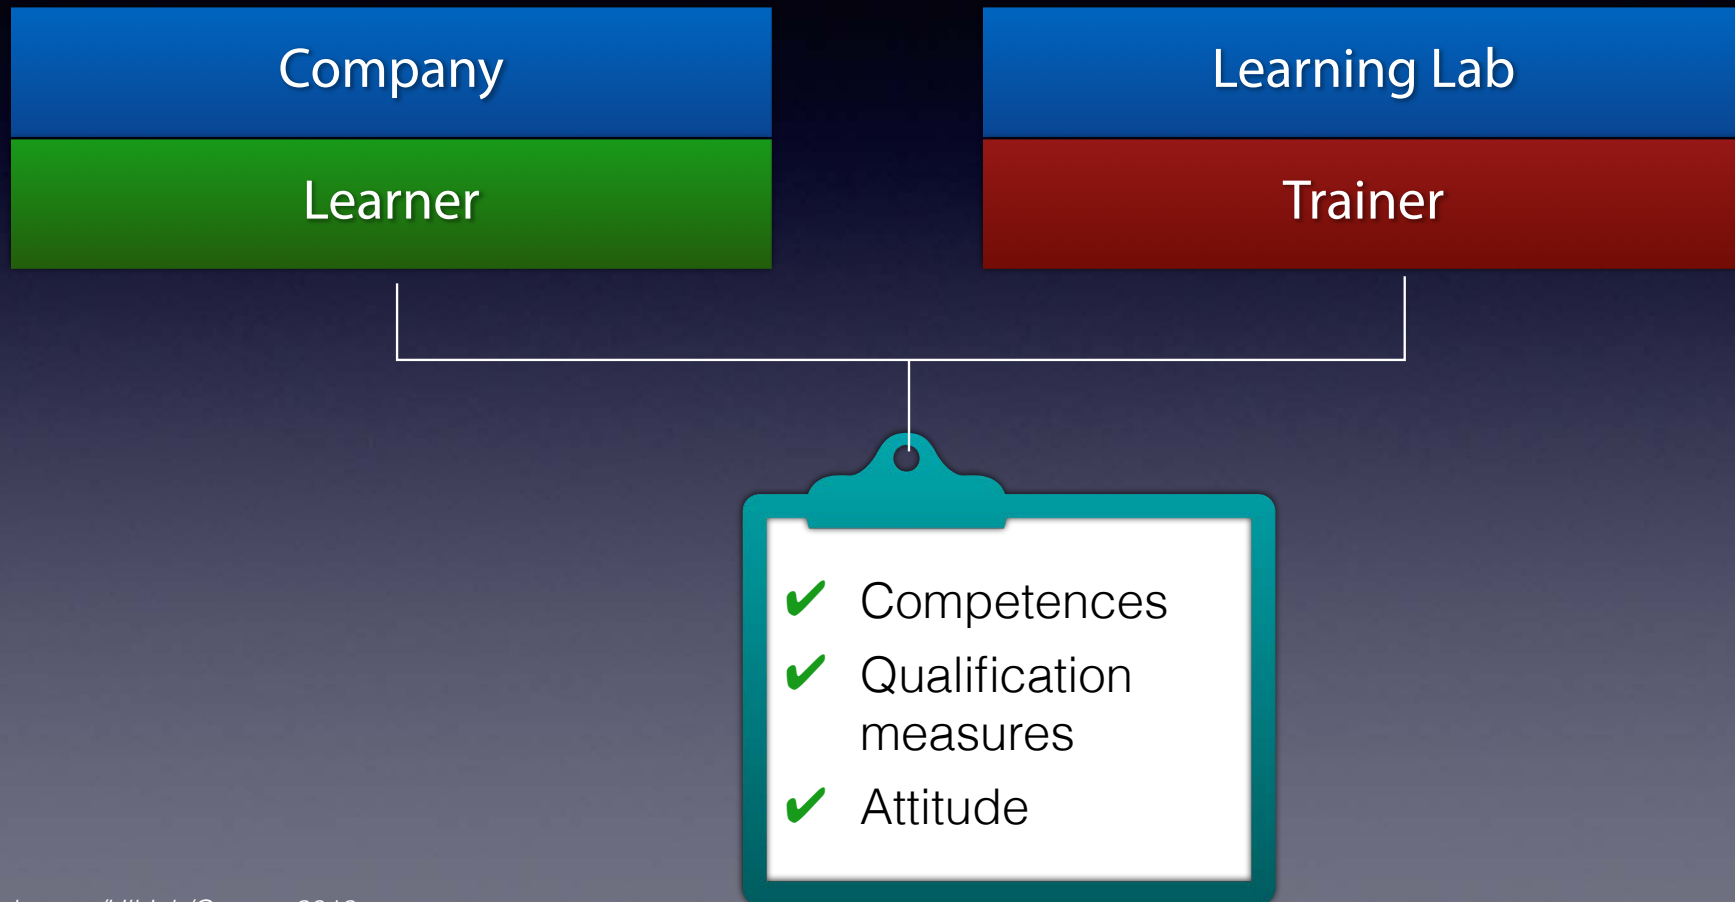 Company
Learning Lab
Learner
Trainer
✔ Competences
✔ Qualification
measures
✔ Attitude